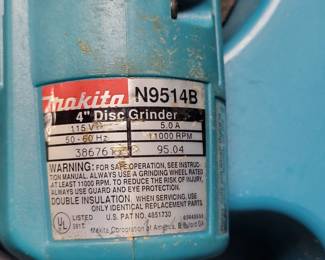 makita N9514B
4" Disc Grinder
115 V 5.0 A
50-60 Hz 11000 RPM
38676 95.04
WARNING: FOR SAFE OPERATION, SEE INSTRUC-
TION MANUAL. ALWAYS USE A GRINDING WHEEL RATED
AT LEAST 11000 RPM. TO REDUCE THE RISK OF INJURY,
ALWAYS USE GUARD AND EYE PROTECTION.
DOUBLE INSULATION. WHEN SERVICING,
USE ONLY IDENTICAL REPLACEMENT PARTS.
UL LISTED U.S. PAT NO. 4851730
Makita Corporation of America,